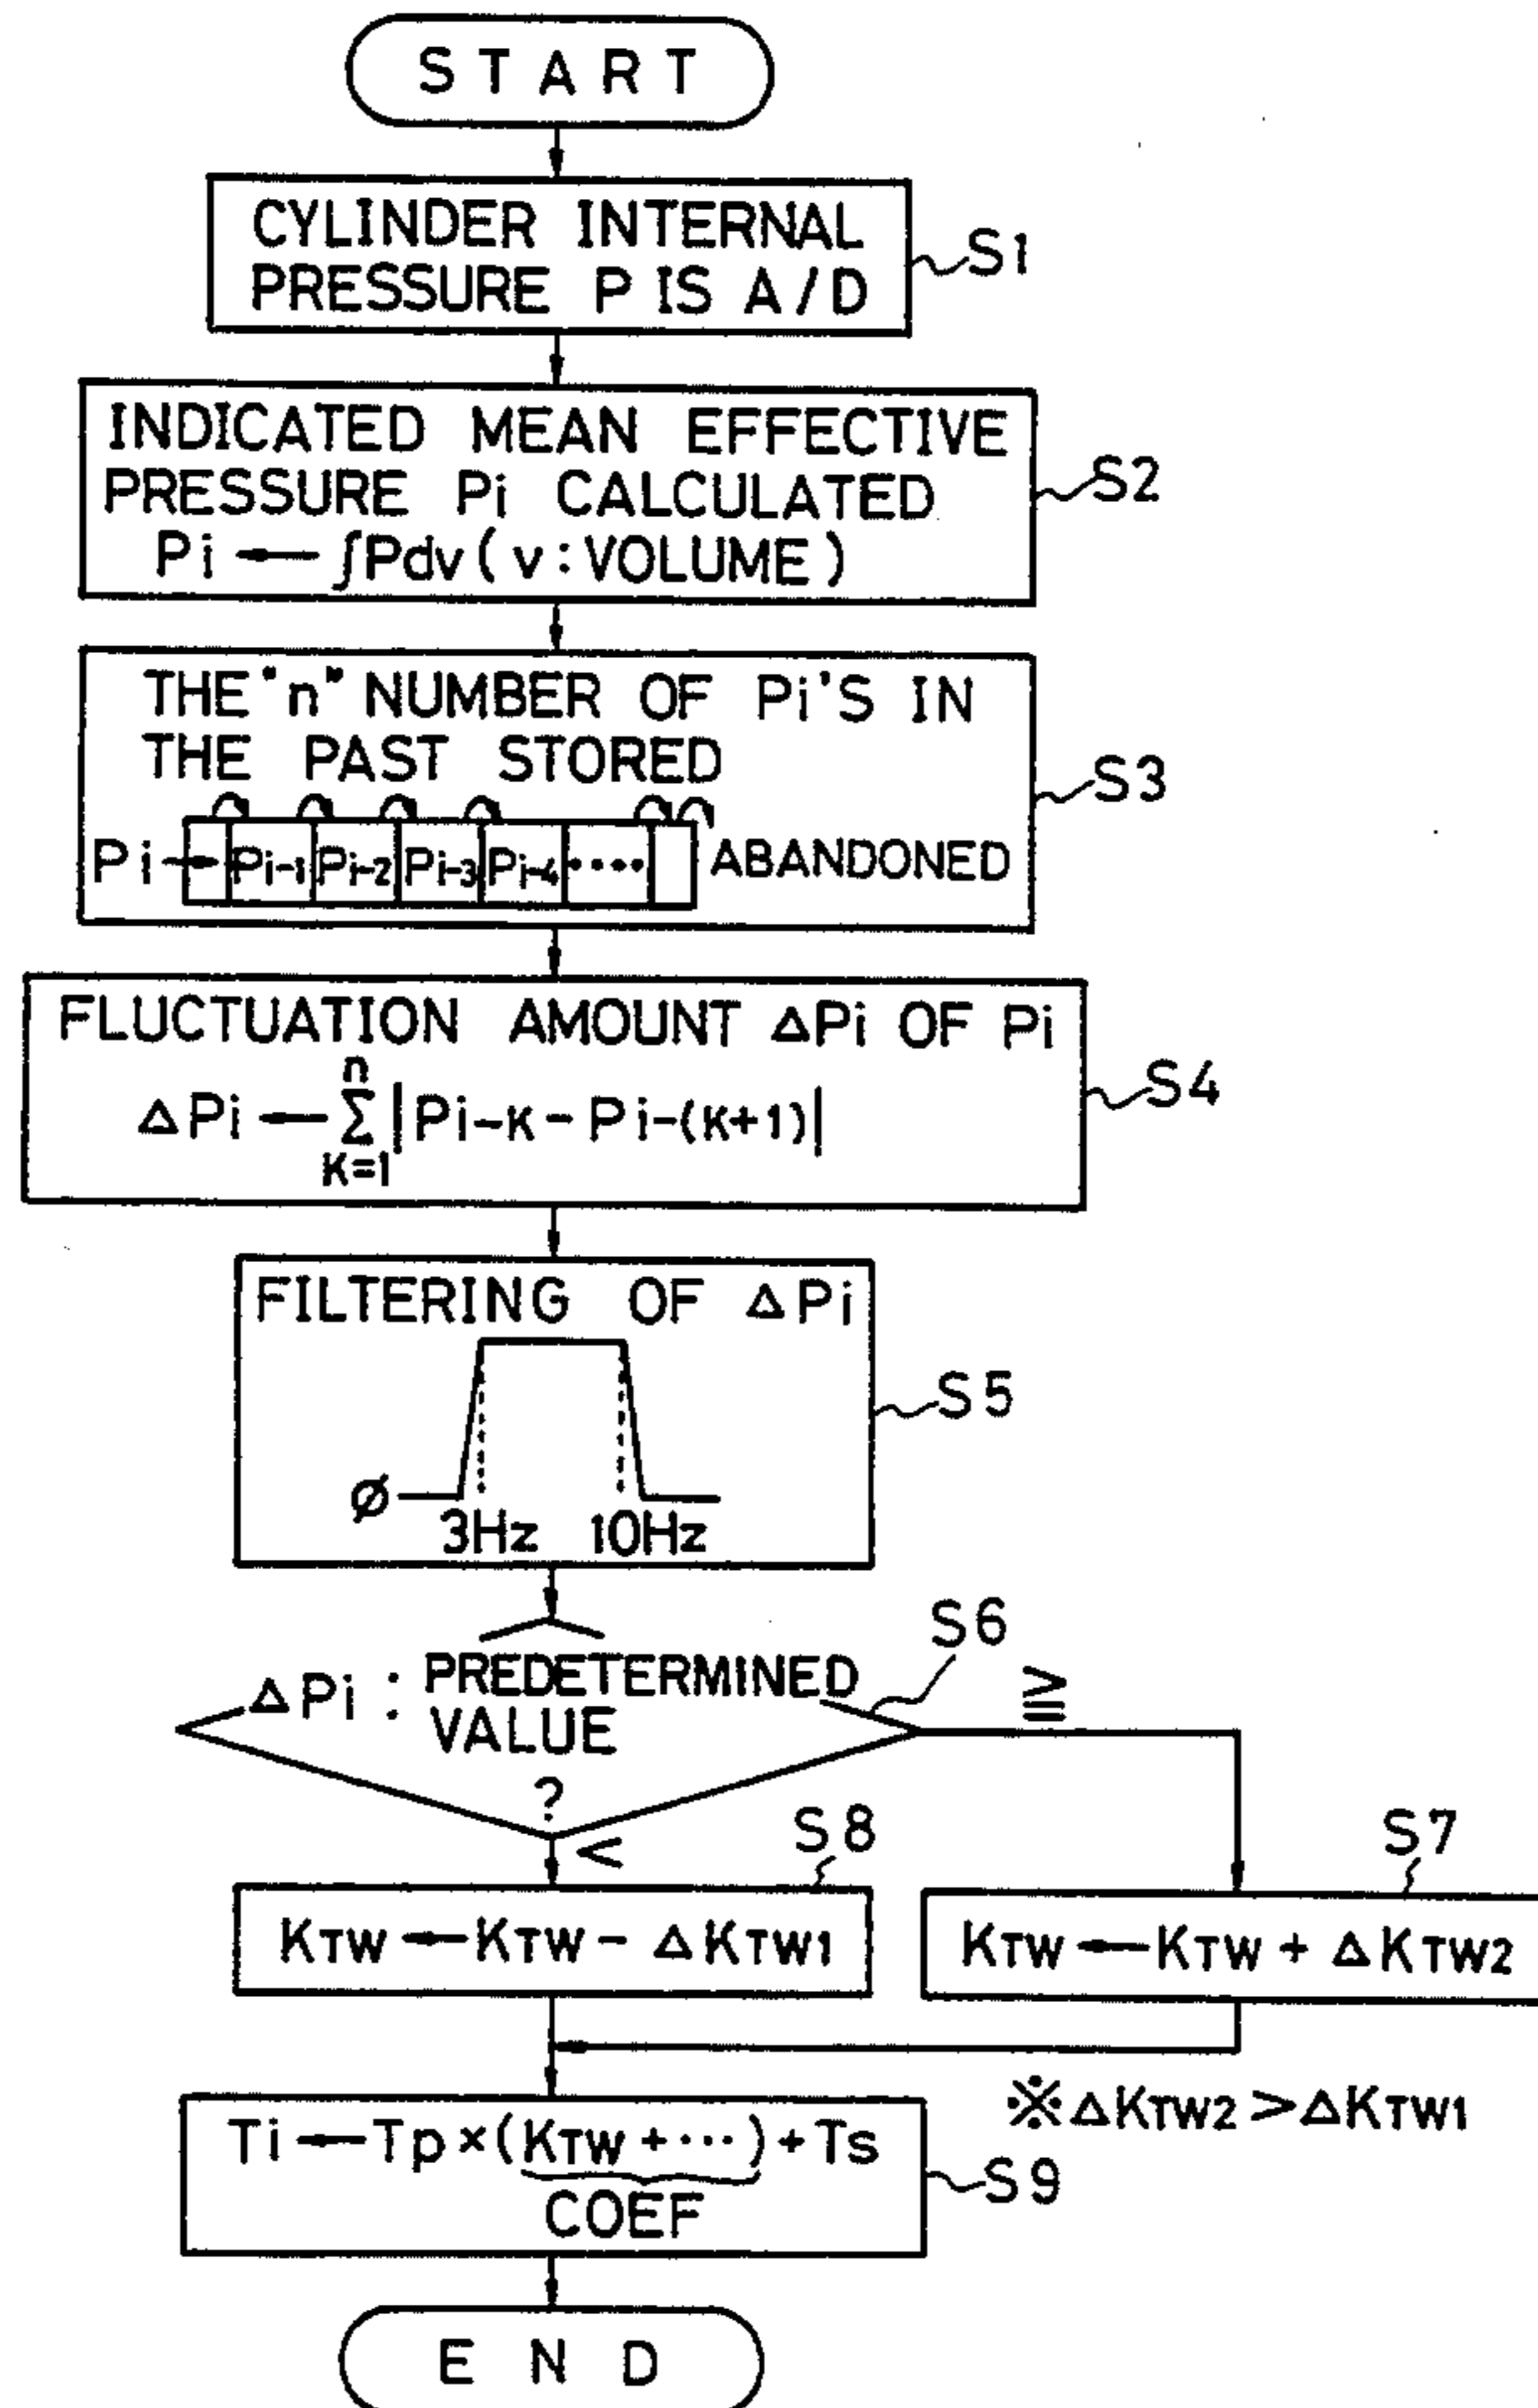 START
CYLINDER INTERNAL
PRESSURE P IS A/D
S1
INDICATED MEAN EFFECTIVE
PRESSURE Pi CALCULATED
Pi ← ∫Pdv (v : VOLUME)
S2
THE "n" NUMBER OF Pi'S IN
THE PAST STORED
Pi → Pi-1 Pi-2 Pi-3 Pi-4 •••• ABANDONED
S3
FLUCTUATION AMOUNT ΔPi OF Pi
n
ΔPi ← Σ |Pi-K - Pi-(K+1)|
K=1
S4
FILTERING OF ΔPi
S5
Ø
3Hz 10Hz
S6
ΔPi : PREDETERMINED
VALUE
?
≧
<
S8
S7
KTW ← KTW - ΔKTW1
KTW ← KTW + ΔKTW2
※ΔKTW2 > ΔKTW1
Ti ← Tp × (KTW + ···) + Ts
COEF
S9
END